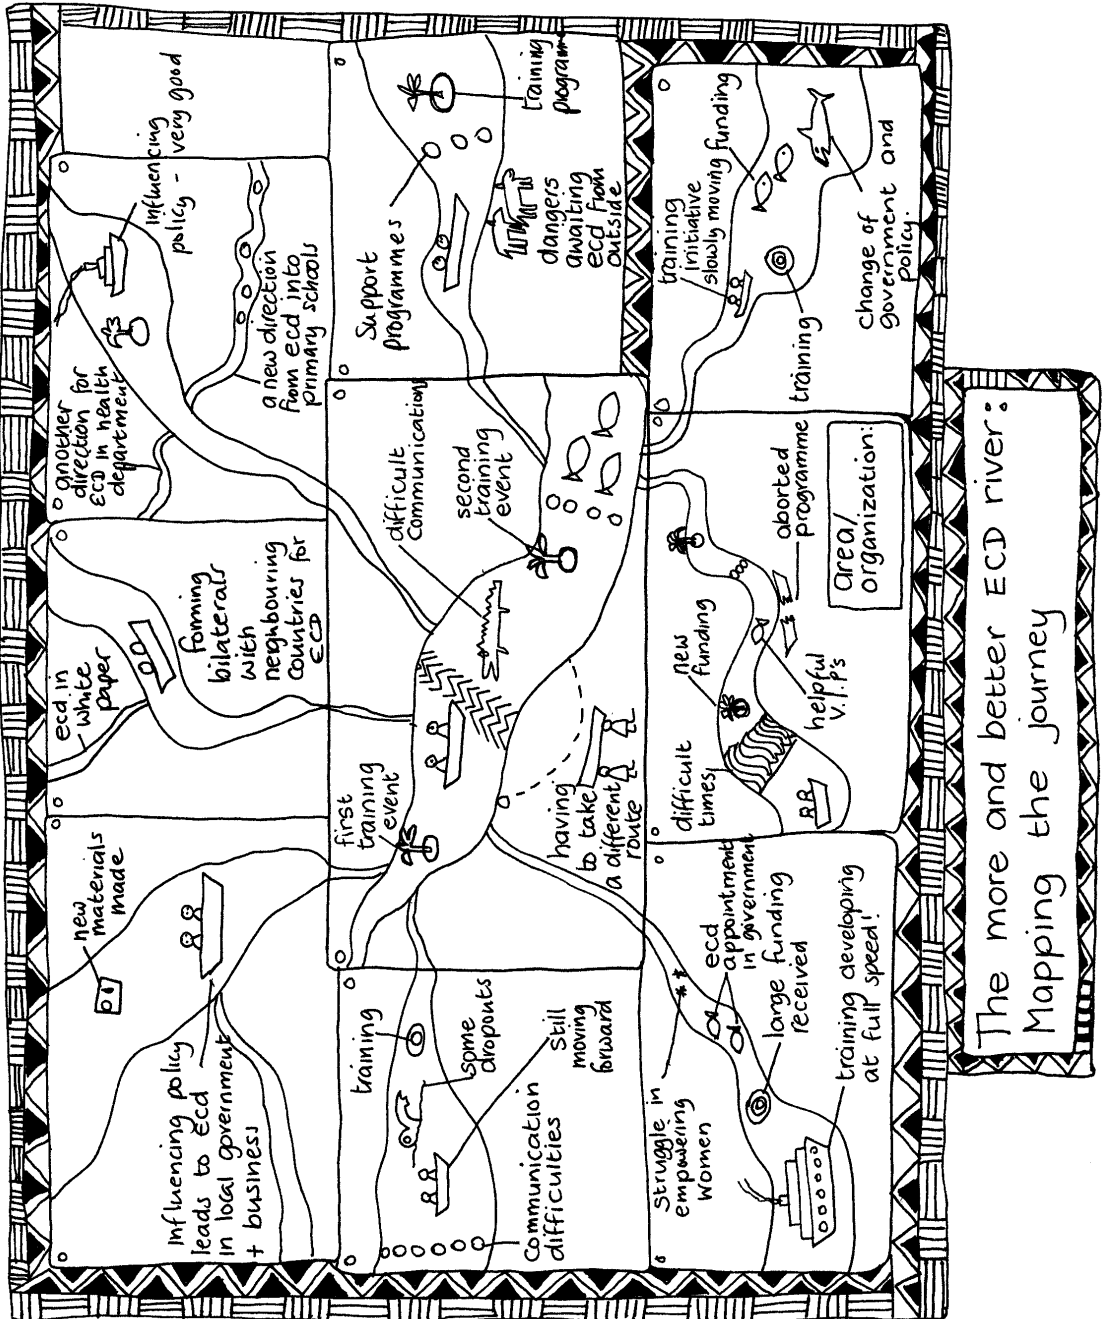 new
materials
made
Influencing policy
leads to Ecd
in local government
+ business
ecd in
white
paper
forming
bilaterals
with
neighbouring
countries for
ECD
another
direction for
ECD in health
department
influencing
policy - very good
a new direction
from ecd into
primary schools
training
some
dropouts
still
moving
forward
Communication
difficulties
first
training
event
difficult
communication
second
training
event
having
to take
a different
route
Support
programmes
training
programm
dangers
awaiting
ecd from
outside
struggle in
empowering
women
ecd
appointment
in government
large funding
received
training developing
at full speed!
difficult
times
new
funding
helpful
V.I.P's
aborted
programme
area/
organization:
training
initiative
slowly moving
funding
training
change of
government and
policy.
The more and better ECD river:
Mapping the journey